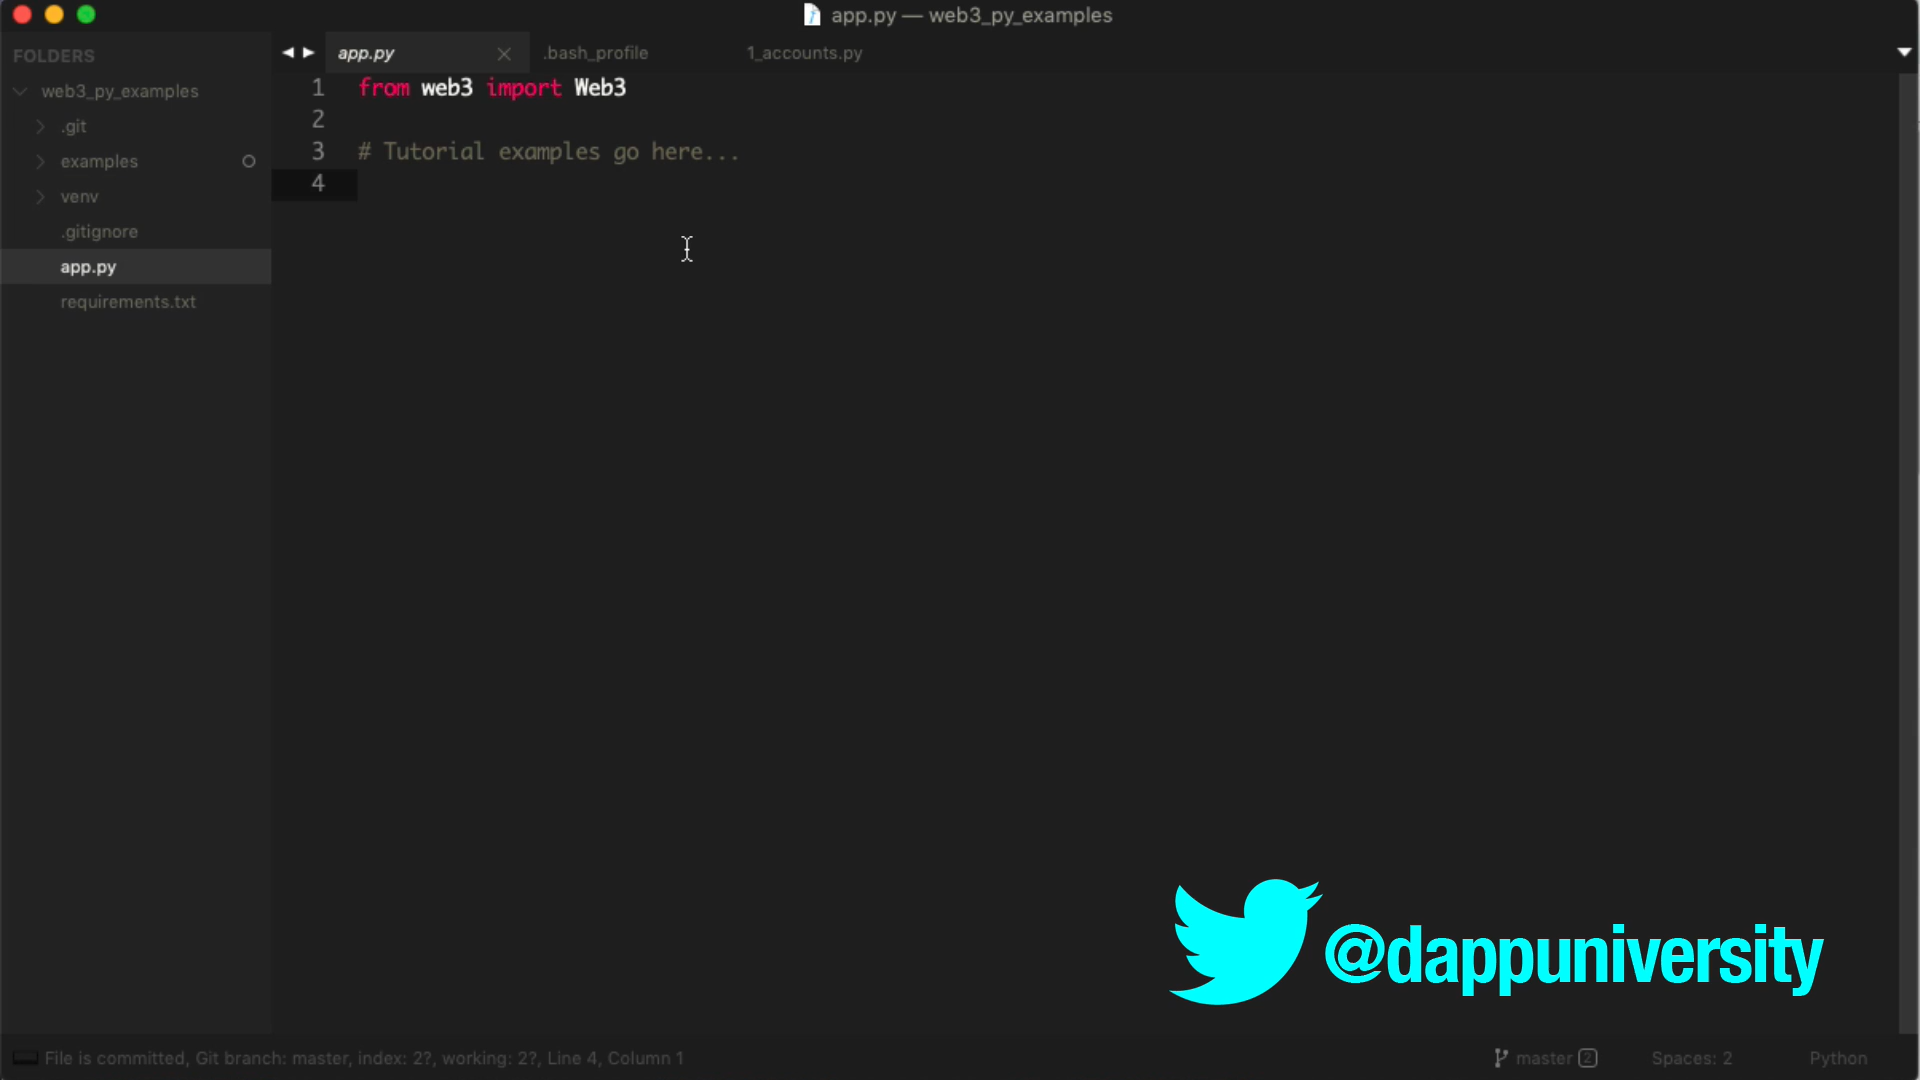 app.py — web3_py_examples
FOLDERS
web3_py_examples
.git
examples
venv
.gitignore
app.py
requirements.txt
app.py .bash_profile 1_accounts.py
1 from web3 import Web3
2
3 # Tutorial examples go here...
4
@dappuniversity
File is committed, Git branch: master, index: 2?, working: 2?, Line 4, Column 1
master 2 Spaces: 2 Python